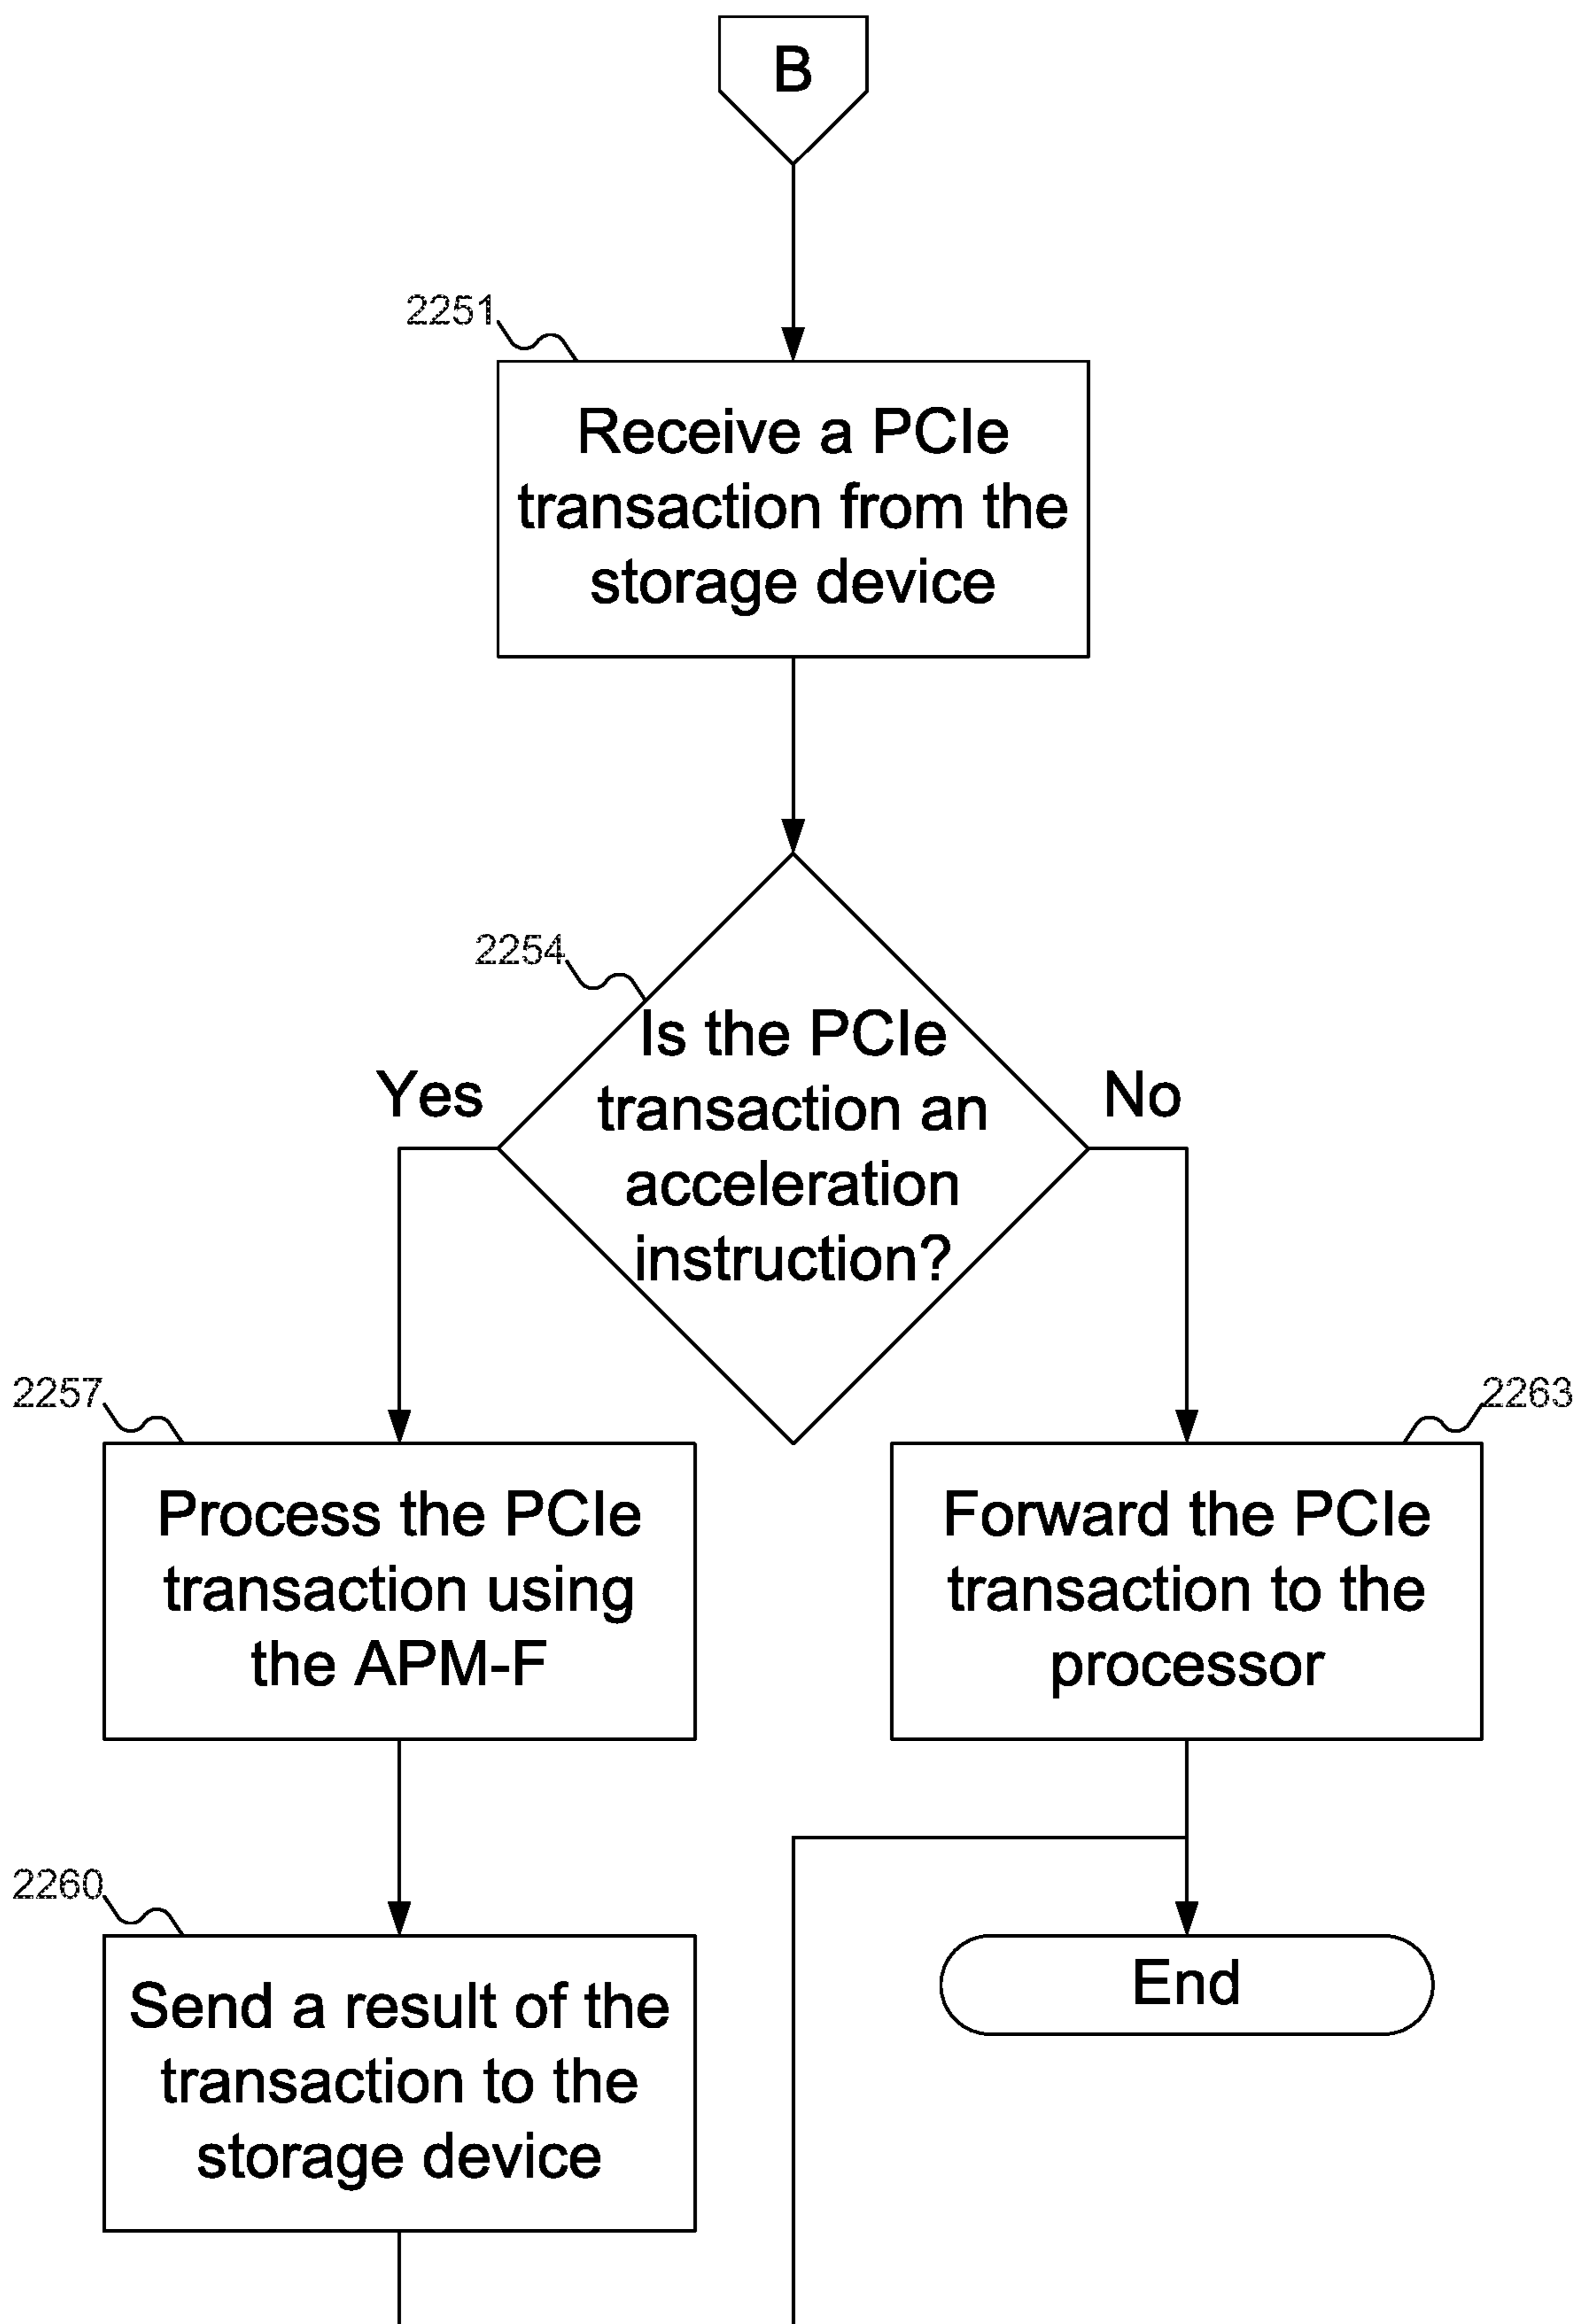 B
2251
Receive a PCIe
transaction from the
storage device
2254
Is the PCIe
transaction an
acceleration
instruction?
Yes
No
2257
Process the PCIe
transaction using
the APM-F
2263
Forward the PCIe
transaction to the
processor
2260
Send a result of the
transaction to the
storage device
End